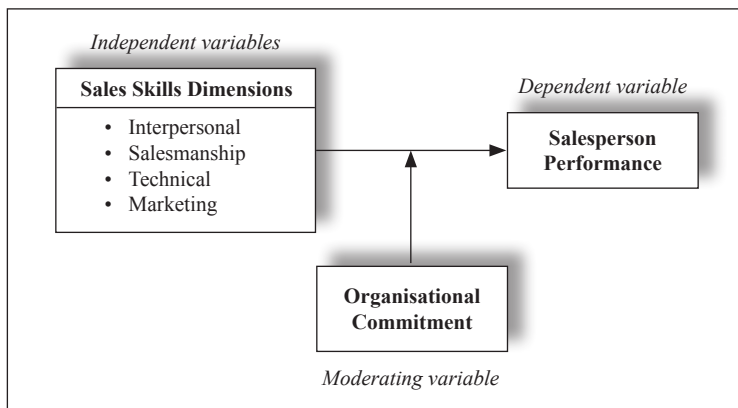 Independent variables
Sales Skills Dimensions
• Interpersonal
• Salesmanship
• Technical
• Marketing
Dependent variable
Salesperson
Performance
Organisational
Commitment
Moderating variable